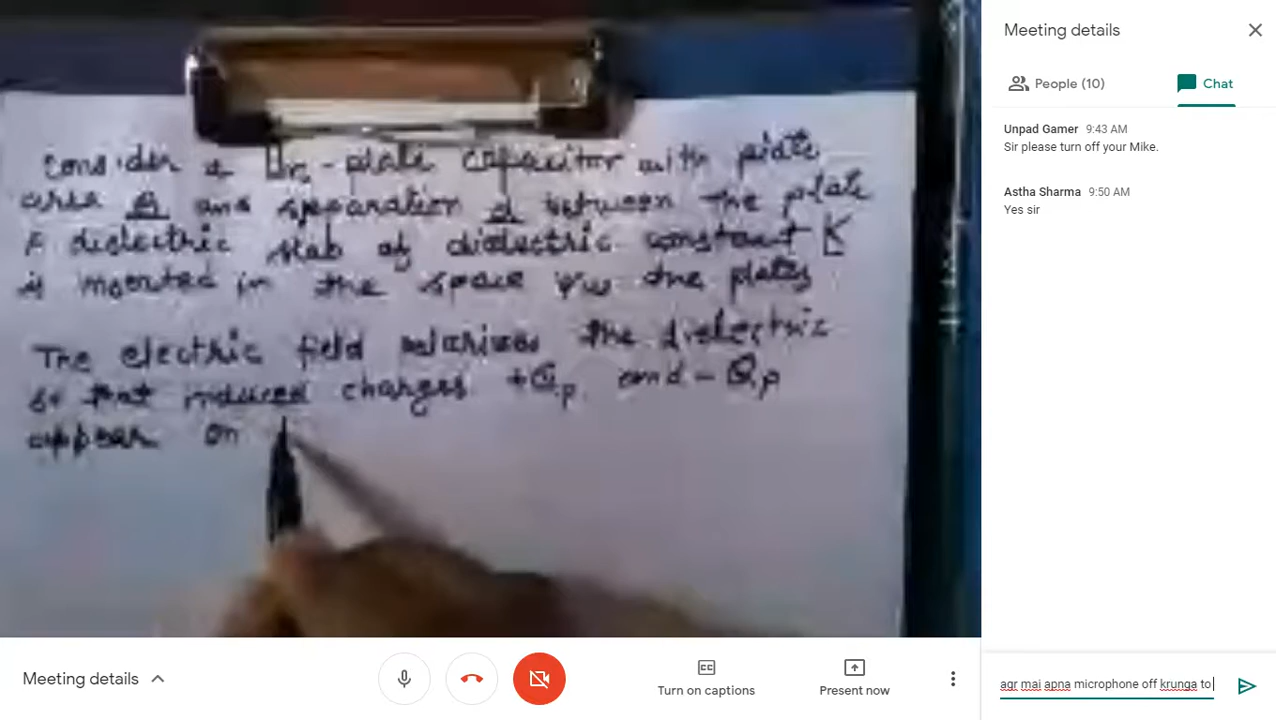 Consider a ||r- plate capacitor with plate
area A and separation d between the plate
A dielectric slab of dielectric constant K
is inserted in the space b/w the plates
The electric field polarises the dielectric
so that induced charges +Qp and - Qp
appear on
Meeting details
People (10)
Chat
Unpad Gamer 9:43 AM
Sir please turn off your Mike.
Astha Sharma 9:50 AM
Yes sir
Meeting details
Turn on captions
Present now
agr mai apna microphone off krunga to